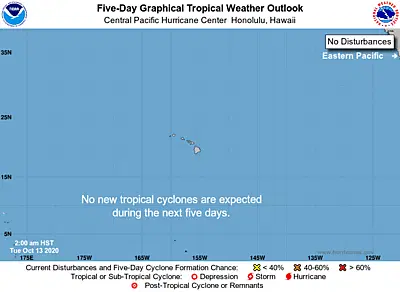 Five-Day Graphical Tropical Weather Outlook
Central Pacific Hurricane Center Honolulu, Hawaii
No Disturbances
Eastern Pacific
35N
25N
15N
5N
No new tropical cyclones are expected
during the next five days.
2:00 am HST
Tue Oct 13 2020
175E 175W 165W 155W 145W 135W 125W
Current Disturbances and Five-Day Cyclone Formation Chance: < 40% 40-60% > 60%
Tropical or Sub-Tropical Cyclone: Depression Storm Hurricane
Post-Tropical Cyclone or Remnants